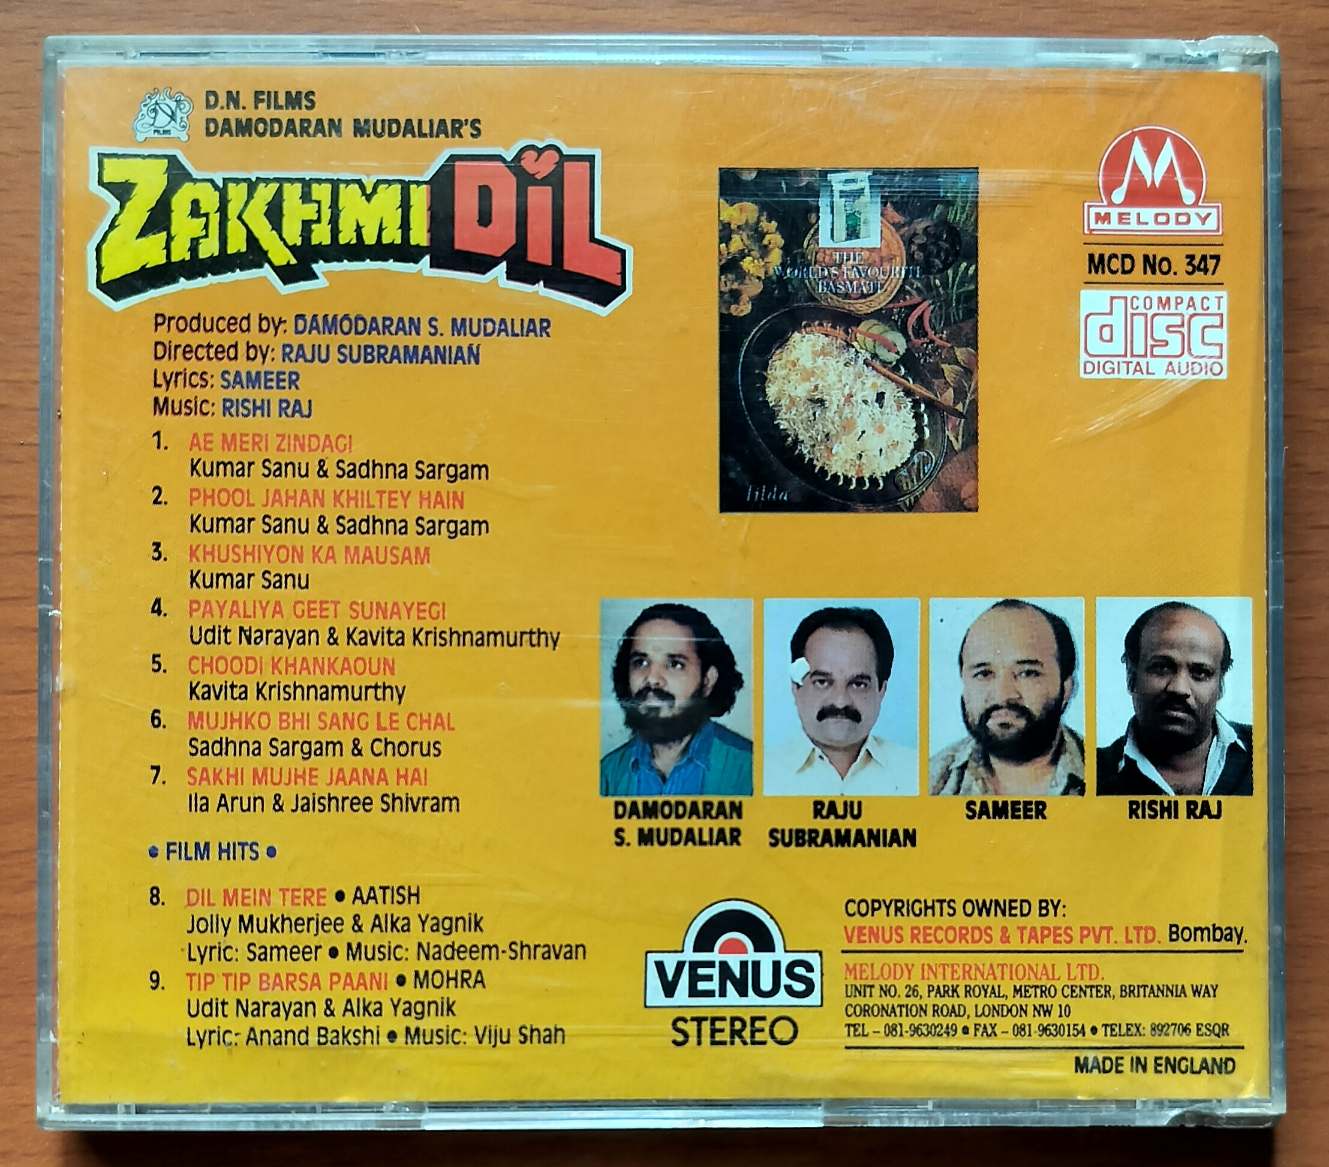 D.N. FILMS
DAMODARAN MUDALIAR'S
ZAKHMI DIL
Produced by: DAMODARAN S. MUDALIAR
Directed by: RAJU SUBRAMANIAN
Lyrics: SAMEER
Music: RISHI RAJ
1. AE MERI ZINDAGI
Kumar Sanu & Sadhna Sargam
2. PHOOL JAHAN KHILTEY HAIN
Kumar Sanu & Sadhna Sargam
3. KHUSHIYON KA MAUSAM
Kumar Sanu
4. PAYALIYA GEET SUNAYEGI
Udit Narayan & Kavita Krishnamurthy
5. CHOODI KHANKAOUN
Kavita Krishnamurthy
6. MUJHKO BHI SANG LE CHAL
Sadhna Sargam & Chorus
7. SAKHI MUJHE JAANA HAI
Ila Arun & Jaishree Shivram
• FILM HITS •
8. DIL MEIN TERE • AATISH
Jolly Mukherjee & Alka Yagnik
Lyric: Sameer • Music: Nadeem-Shravan
9. TIP TIP BARSA PAANI • MOHRA
Udit Narayan & Alka Yagnik
Lyric: Anand Bakshi • Music: Viju Shah
THE
WORLD'S FAVOURITE
BASMATI
tilda
M
MELODY
MCD No. 347
COMPACT
disc
DIGITAL AUDIO
DAMODARAN
S. MUDALIAR
RAJU
SUBRAMANIAN
SAMEER
RISHI RAJ
VENUS
STEREO
COPYRIGHTS OWNED BY:
VENUS RECORDS & TAPES PVT. LTD. Bombay.
MELODY INTERNATIONAL LTD.
UNIT NO. 26, PARK ROYAL, METRO CENTER, BRITANNIA WAY
CORONATION ROAD, LONDON NW 10
TEL – 081-9630249 • FAX – 081-9630154 • TELEX: 892706 ESQR
MADE IN ENGLAND